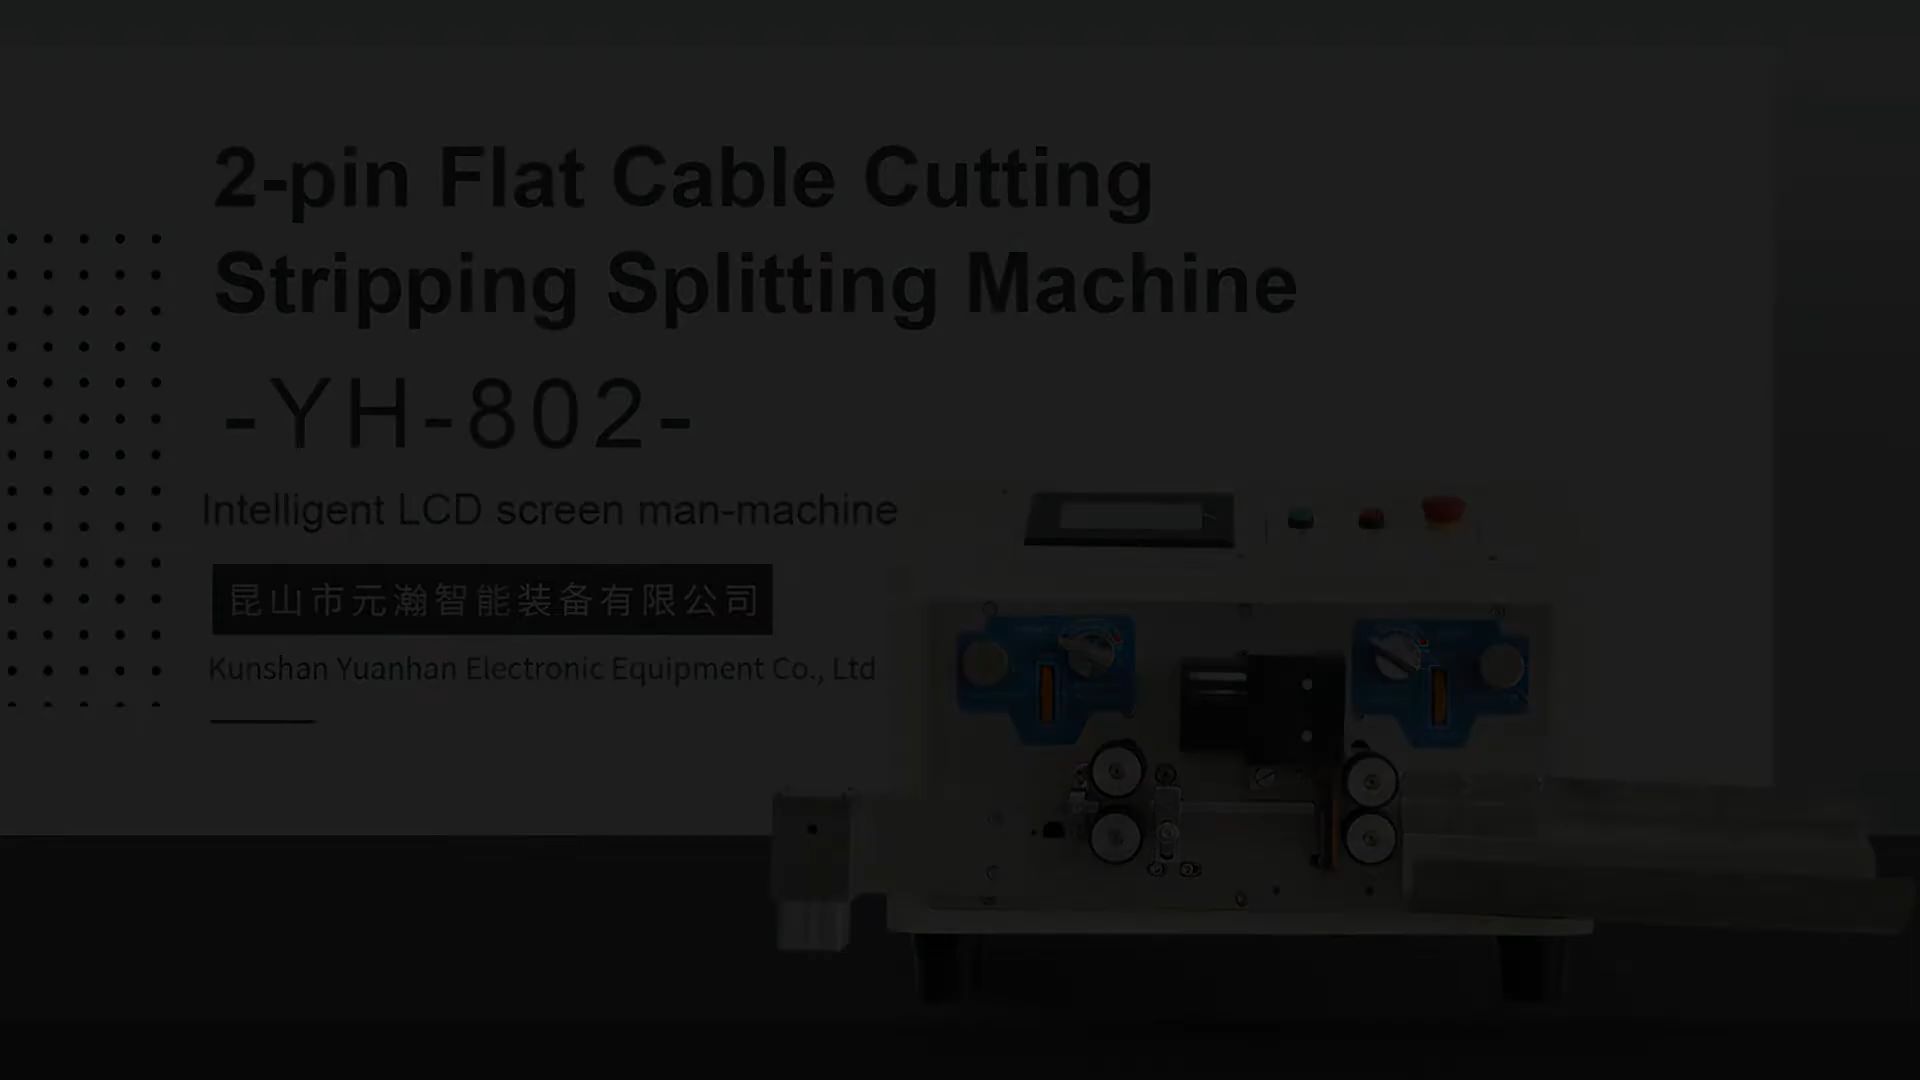 2-pin Flat Cable Cutting
Stripping Splitting Machine
-YH-802-
Intelligent LCD screen man-machine
昆山市元瀚智能装备有限公司
Kunshan Yuanhan Electronic Equipment Co., Ltd